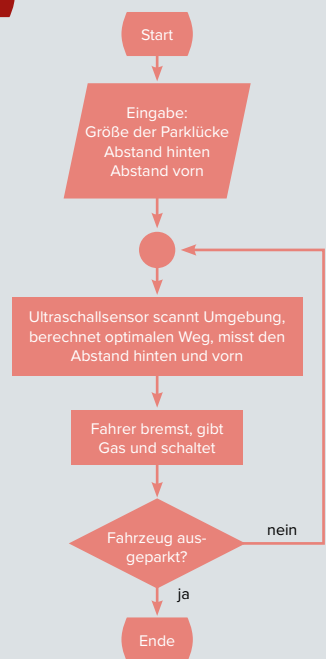 Start
Eingabe:
Größe der Parklücke
Abstand hinten
Abstand vorn
Ultraschallsensor scannt Umgebung,
berechnet optimalen Weg, misst den
Abstand hinten und vorn
Fahrer bremst, gibt
Gas und schaltet
Fahrzeug aus-
geparkt?
nein
ja
Ende